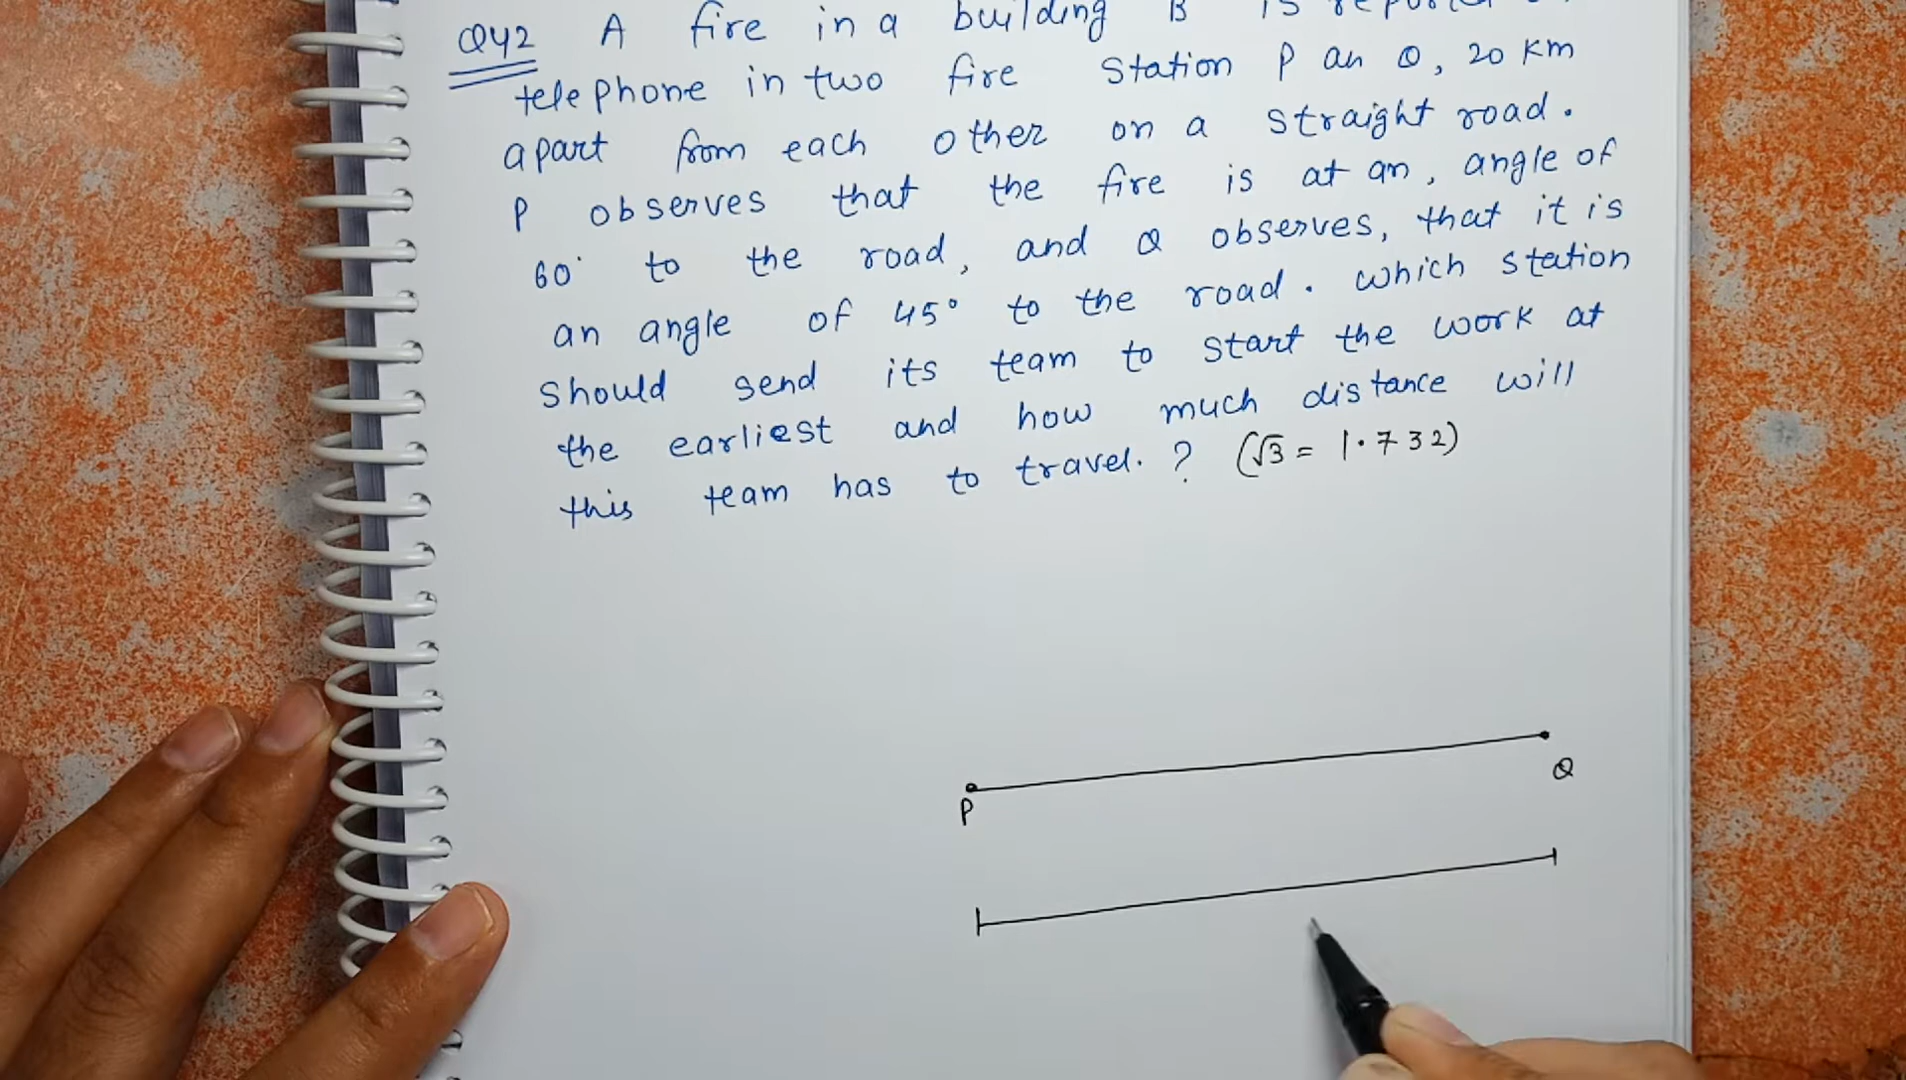 Q42 A fire in a building B is
telephone in two fire station P an Q, 20 km
apart from each other on a straight road.
P observes that the fire is at an, angle of
60° to the road, and Q observes, that it is
an angle of 45° to the road. which station
should send its team to start the work at
the earliest and how much distance will
this team has to travel. ? (√3 = 1.732)
P
Q